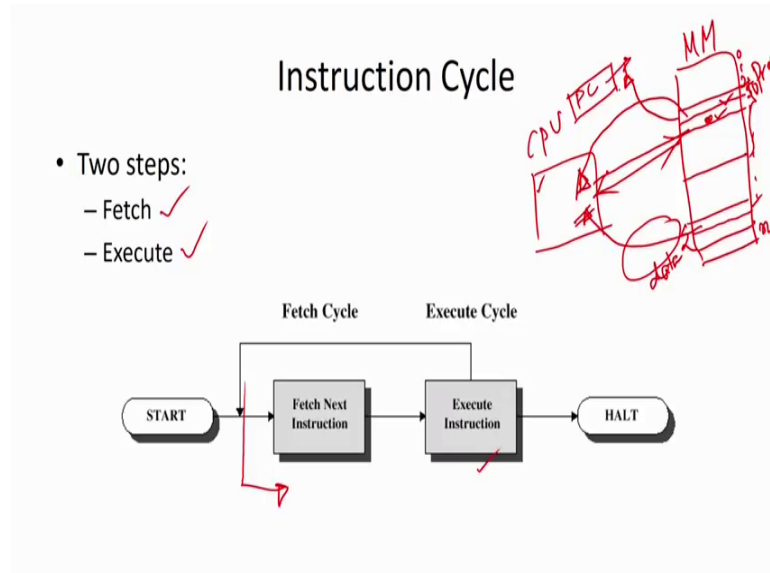 Instruction Cycle
• Two steps:
– Fetch
– Execute
MM
CPU
PC
data
n
Fetch Cycle
Execute Cycle
START
Fetch Next
Instruction
Execute
Instruction
HALT